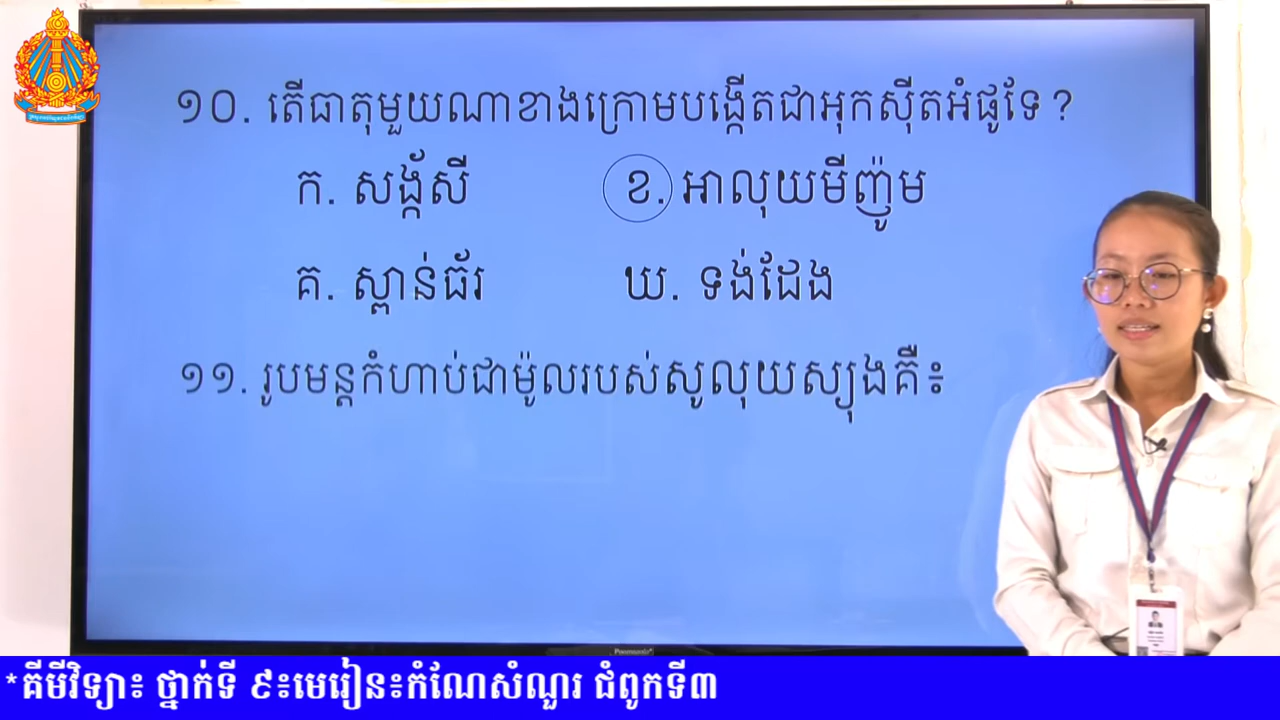 ១០. តើធាតុមួយណាខាងក្រោមបង្កើតជាអុកស៊ីតអំផូទែ ?
ក. សង្ក័សី
ខ. អាលុយមីញ៉ូម
គ. ស្ពាន់ធ័រ
ឃ. ទង់ដែង
១១. រូបមន្តកំហាប់ជាម៉ូលរបស់សូលុយស្យុងគឺ៖
Panasonic
*គីមីវិទ្យា៖ ថ្នាក់ទី ៩៖មេរៀន៖កំណែសំណួរ ជំពូកទី៣